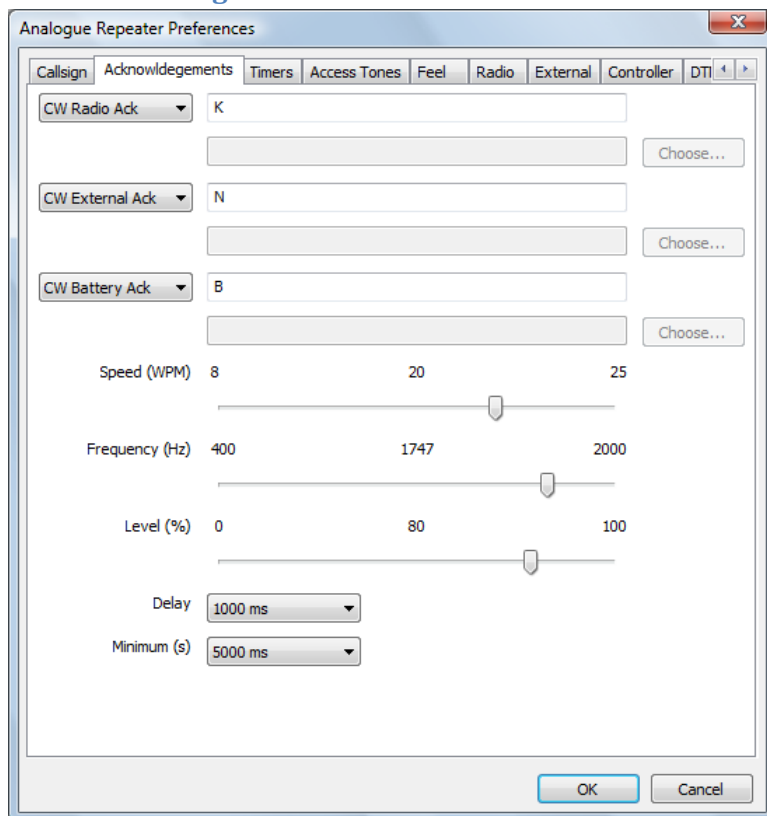 Analogue Repeater Preferences
Callsign Acknowldegements Timers Access Tones Feel Radio External Controller DTI
CW Radio Ack K
Choose...
CW External Ack N
Choose...
CW Battery Ack B
Choose...
Speed (WPM) 8 20 25
Frequency (Hz) 400 1747 2000
Level (%) 0 80 100
Delay 1000 ms
Minimum (s) 5000 ms
OK Cancel